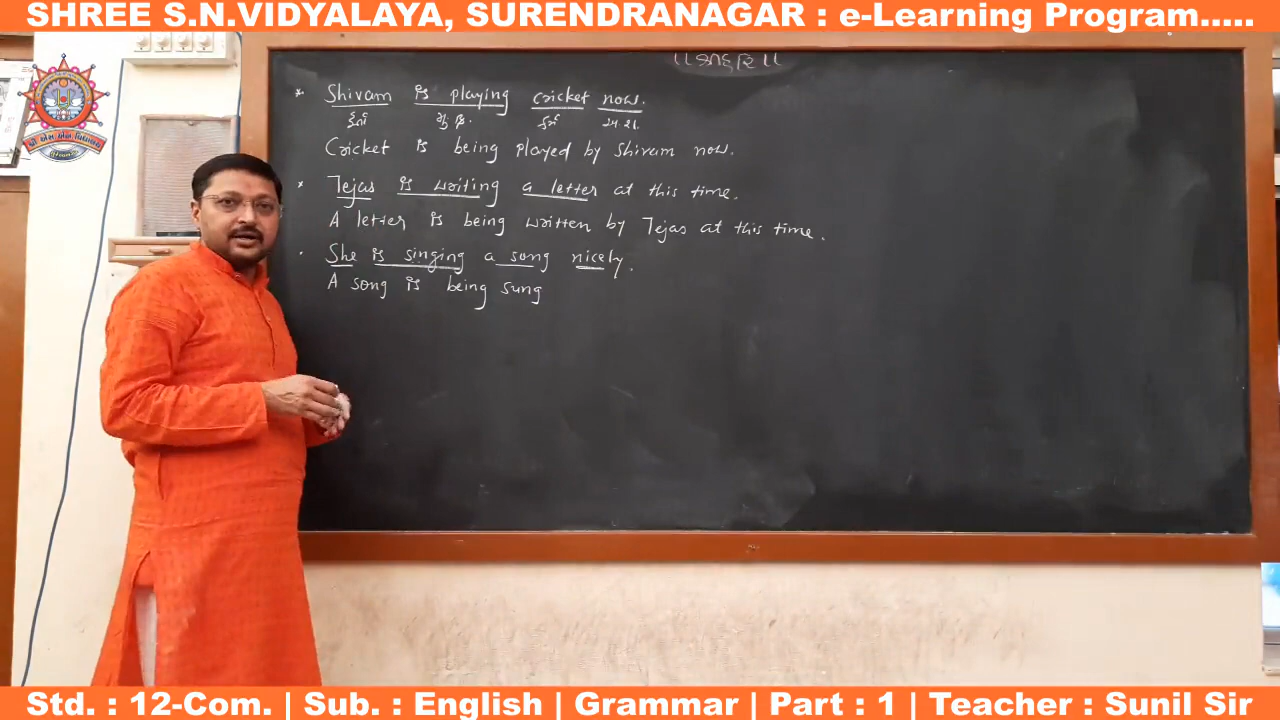 SHREE S.N.VIDYALAYA, SURENDRANAGAR : e-Learning Program.....
।। શ્રીહરિ ।।
* Shivam is playing cricket now.
કર્તા મુ.ક્રિ. કર્મ
Cricket is being played by Shivam now.
* Tejas is writing a letter at this time.
A letter is being written by Tejas at this time.
• She is singing a song nicely.
A song is being sung
Std. : 12-Com. | Sub. : English | Grammar | Part : 1 | Teacher : Sunil Sir